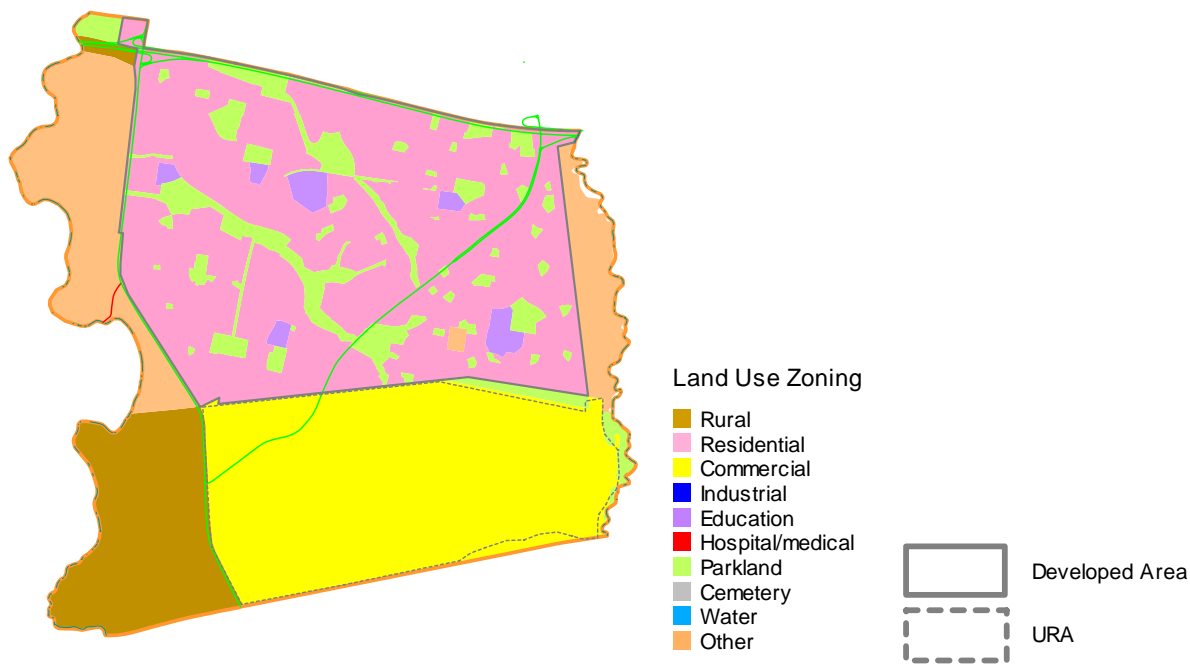 Land Use Zoning
Rural
Residential
Commercial
Industrial
Education
Hospital/medical
Parkland
Cemetery
Water
Other
Developed Area
URA